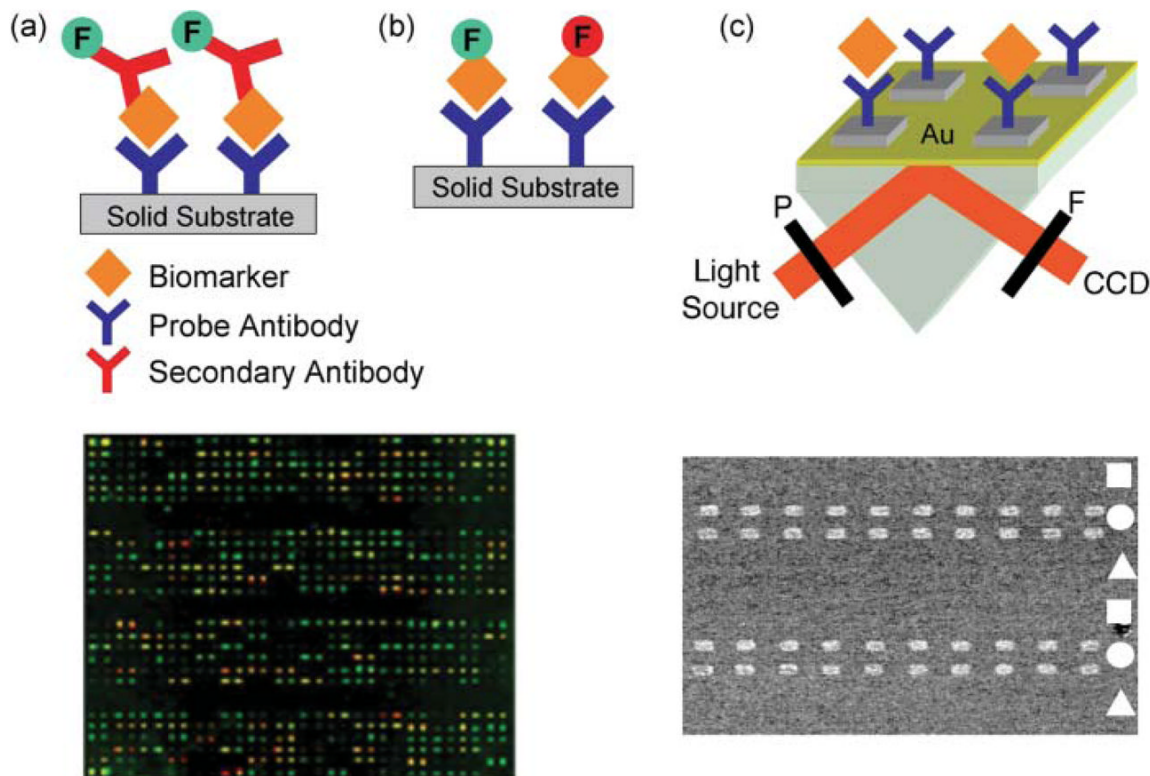 (a)
F
F
Solid Substrate
Biomarker
Probe Antibody
Secondary Antibody
(b)
F
F
Solid Substrate
(c)
Au
P
F
Light
Source
CCD